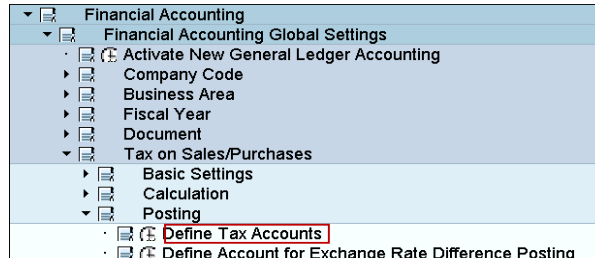 Financial Accounting
Financial Accounting Global Settings
Activate New General Ledger Accounting
Company Code
Business Area
Fiscal Year
Document
Tax on Sales/Purchases
Basic Settings
Calculation
Posting
Define Tax Accounts
Define Account for Exchange Rate Difference Posting